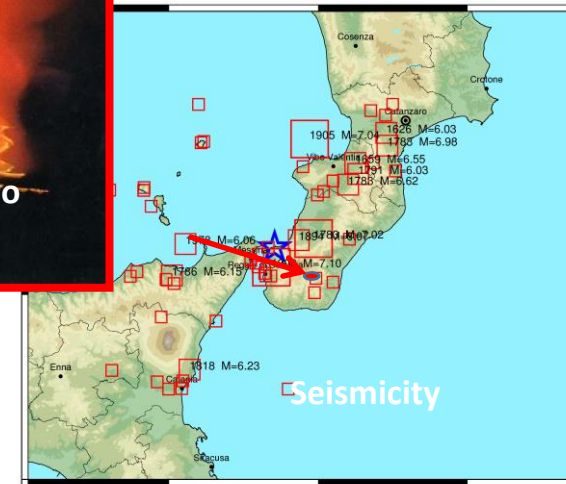 Cosenza
Crotone
Catanzaro
1905 M=7.04
1626 M=6.03
1783 M=6.98
Vibo Valentia
1659 M=6.55
1791 M=6.03
1783 M=6.62
o
1978 M=6.06
1783 M=7.02
M=7.10
1786 M=6.15
1818 M=6.23
Enna
Catania
Seismicity
Siracusa